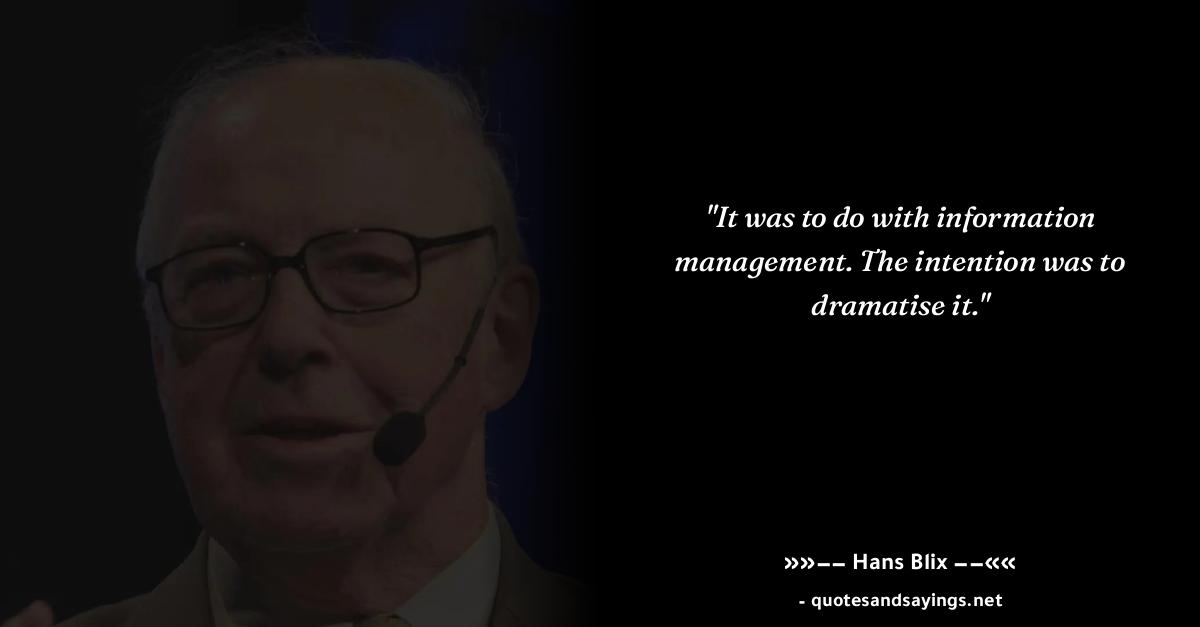 "It was to do with information
management. The intention was to
dramatise it."
»»−− Hans Blix −−««
- quotesandsayings.net